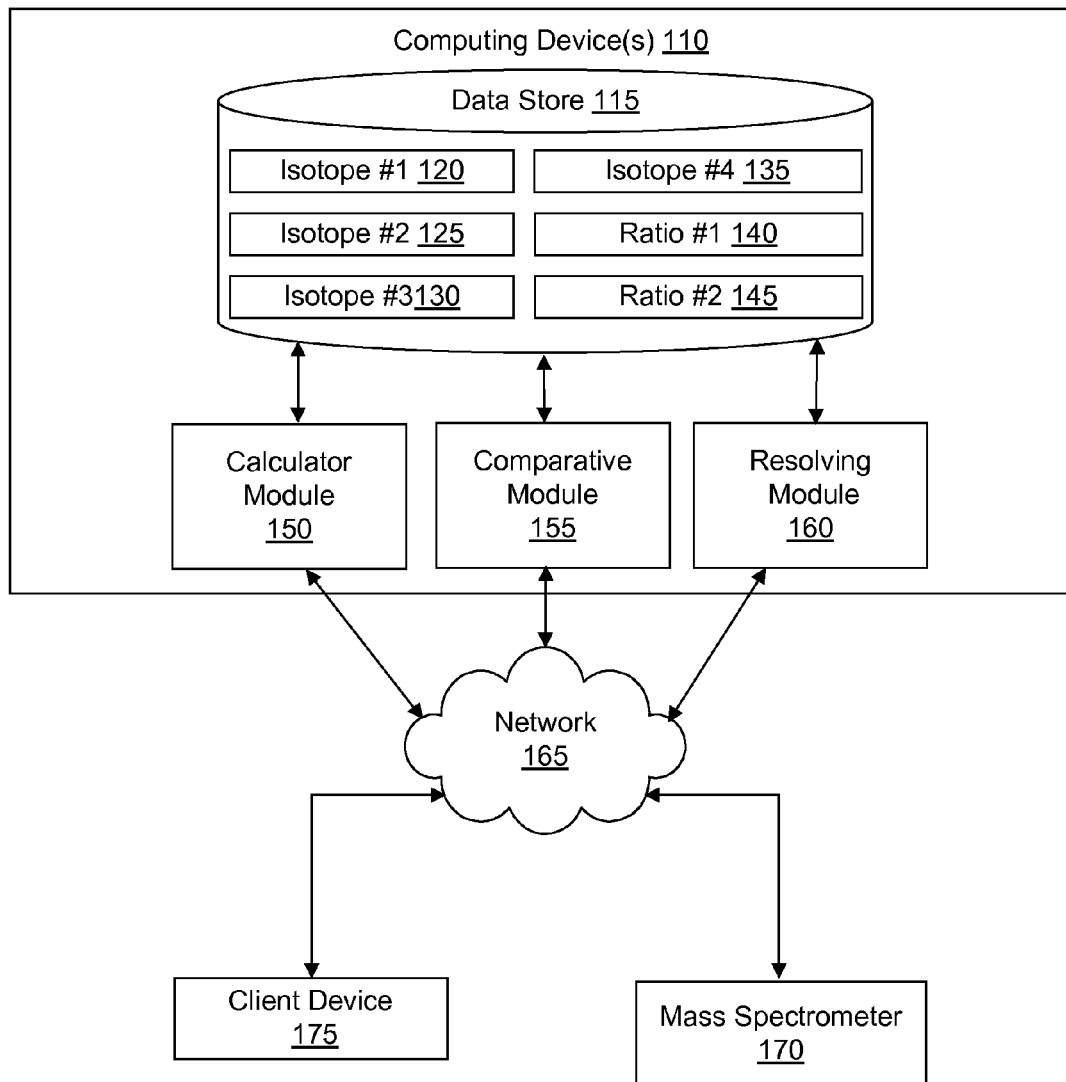 Computing Device(s) 110
Data Store 115
Isotope #1 120
Isotope #4 135
Isotope #2 125
Ratio #1 140
Isotope #3130
Ratio #2 145
Calculator
Module
150
Comparative
Module
155
Resolving
Module
160
Network
165
Client Device
175
Mass Spectrometer
170